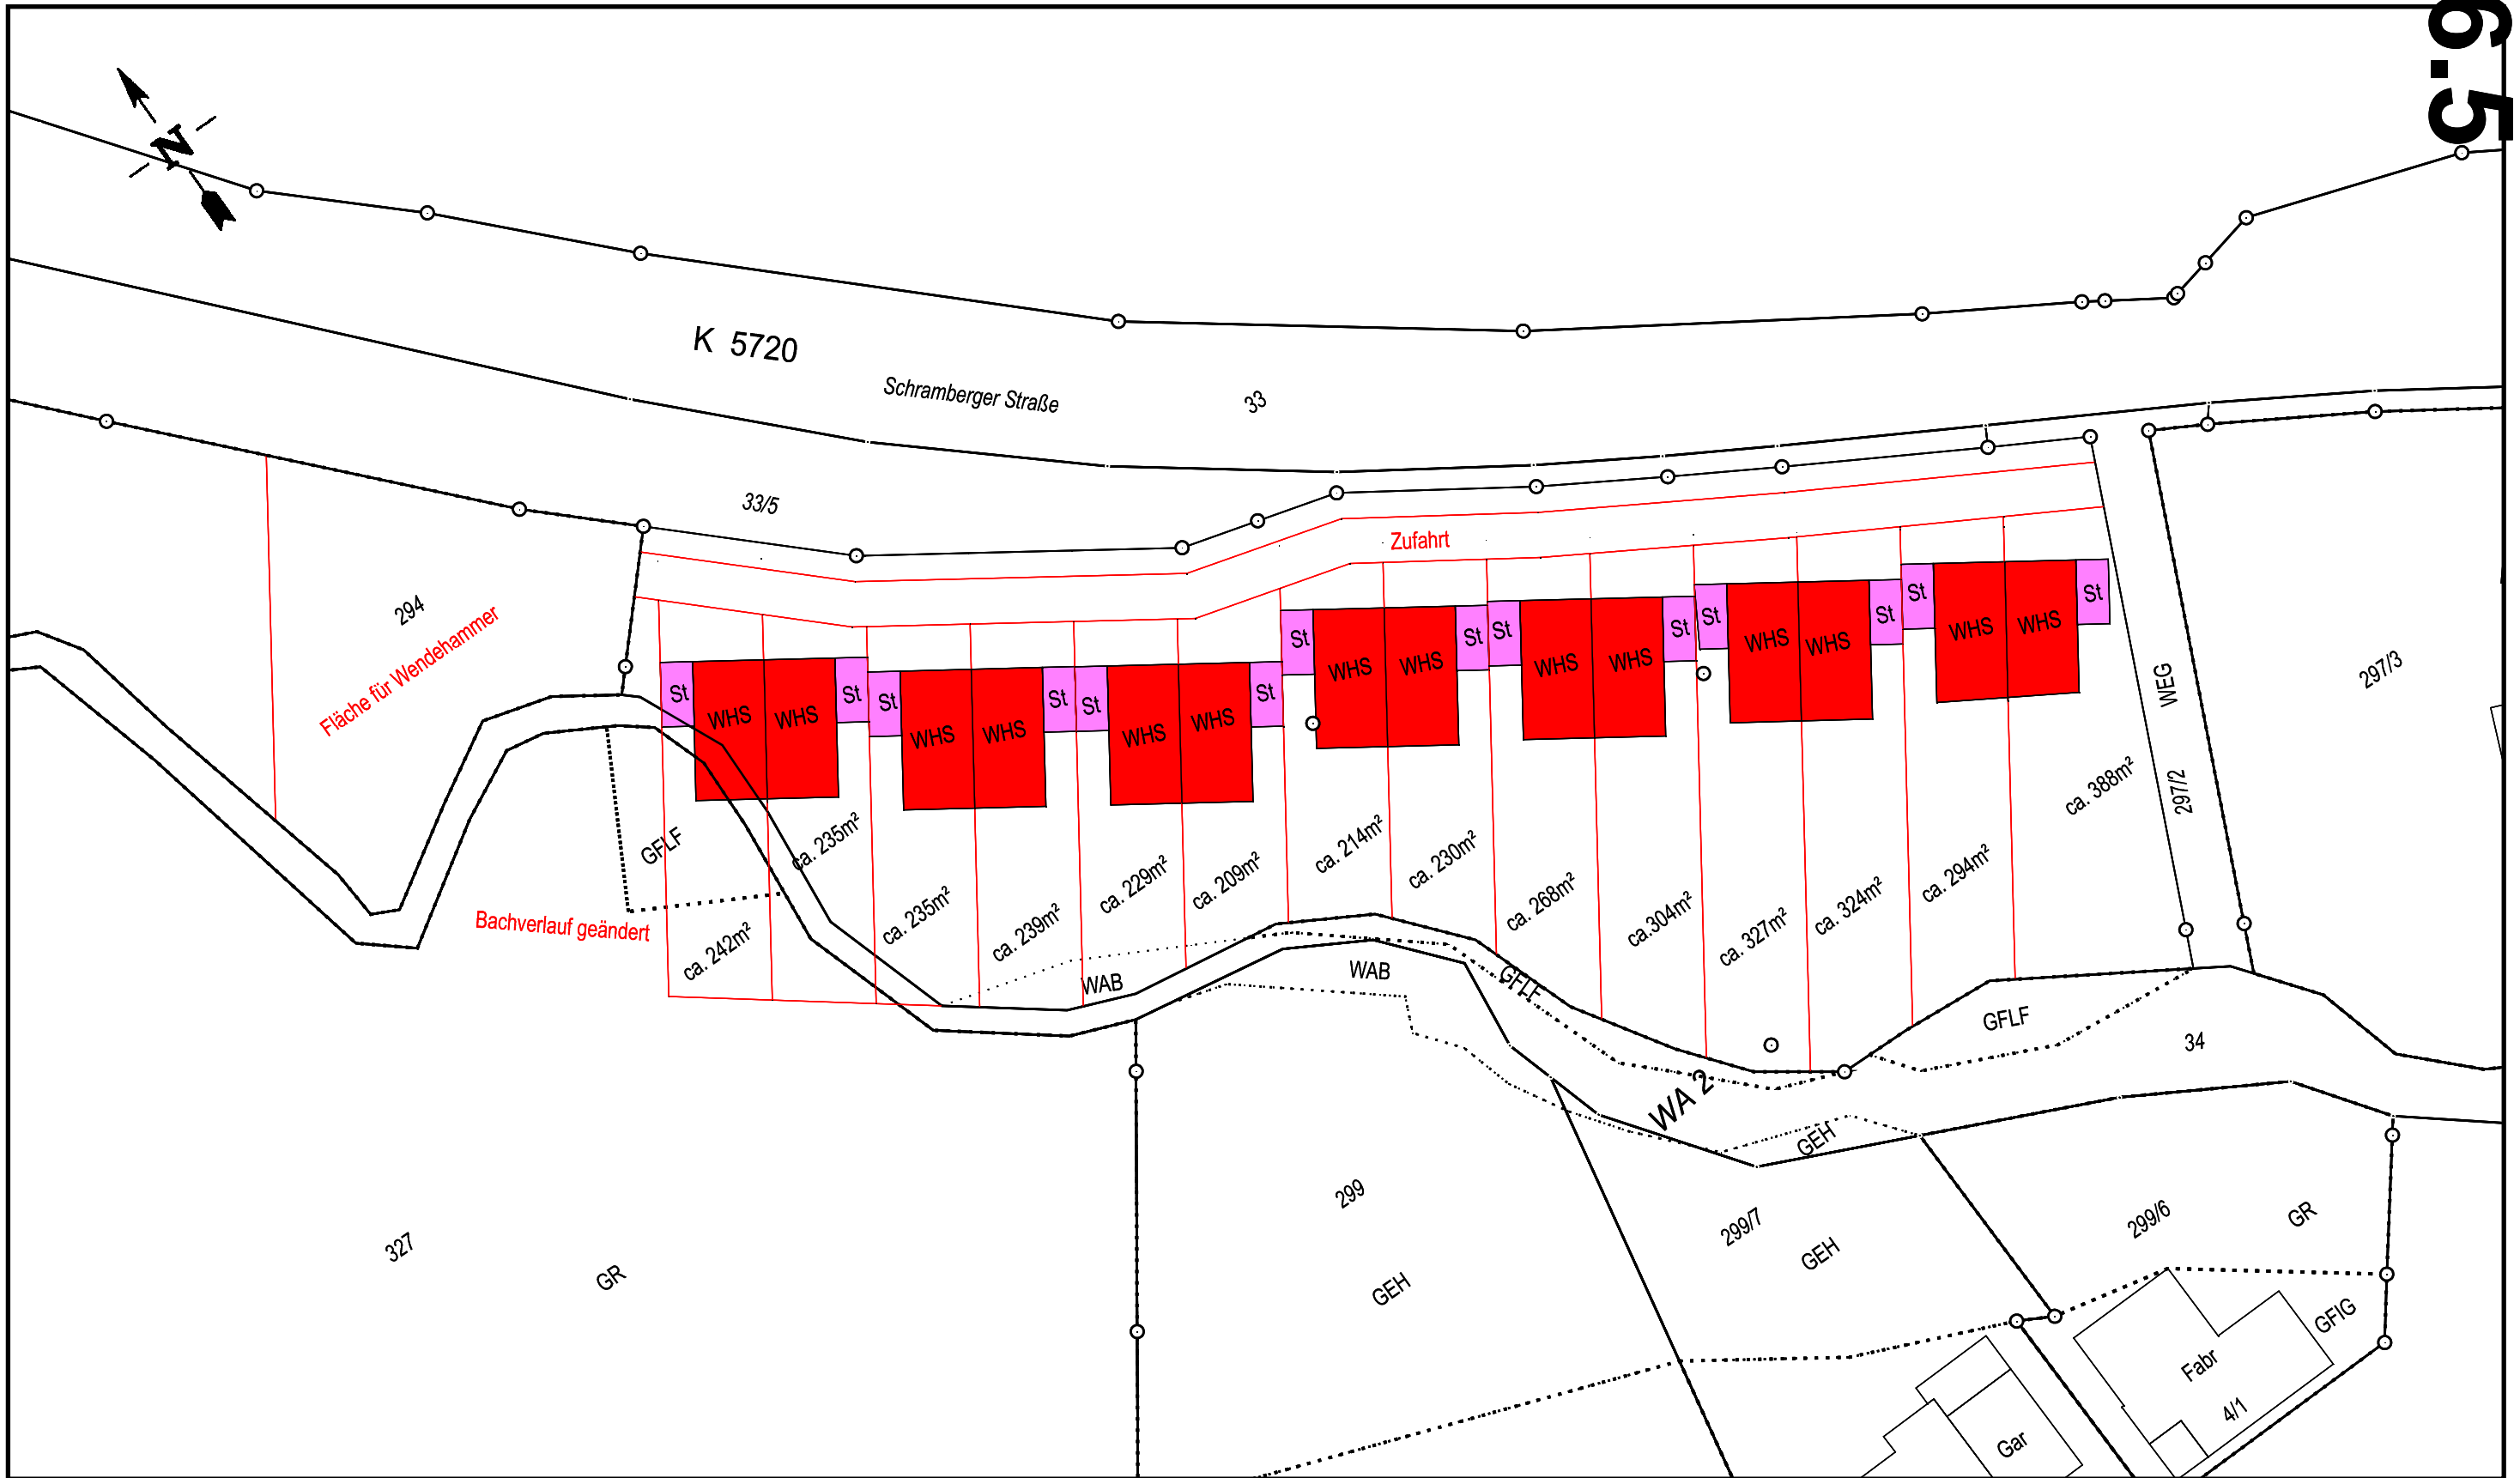 6.5
N
K 5720
Schramberger Straße
33
33/5
Zufahrt
294
Fläche für Wendehammer
St
WHS
WHS
St
St
WHS
WHS
St
St
WHS
WHS
St
St
WHS
WHS
St
St
WHS
WHS
St
St
WHS
WHS
St
St
WHS
WHS
St
WEG
297/2
297/3
GFLF
Bachverlauf geändert
ca. 242m²
ca. 235m²
ca. 235m²
ca. 239m²
ca. 229m²
ca. 209m²
ca. 214m²
ca. 230m²
ca. 268m²
ca.304m²
ca. 327m²
ca. 324m²
ca. 294m²
ca. 388m²
WAB
WAB
GFLF
GFLF
34
WA 2
GEH
327
GR
299
GEH
299/7
GEH
299/6
GR
GFIG
Fabr
4/1
Gar